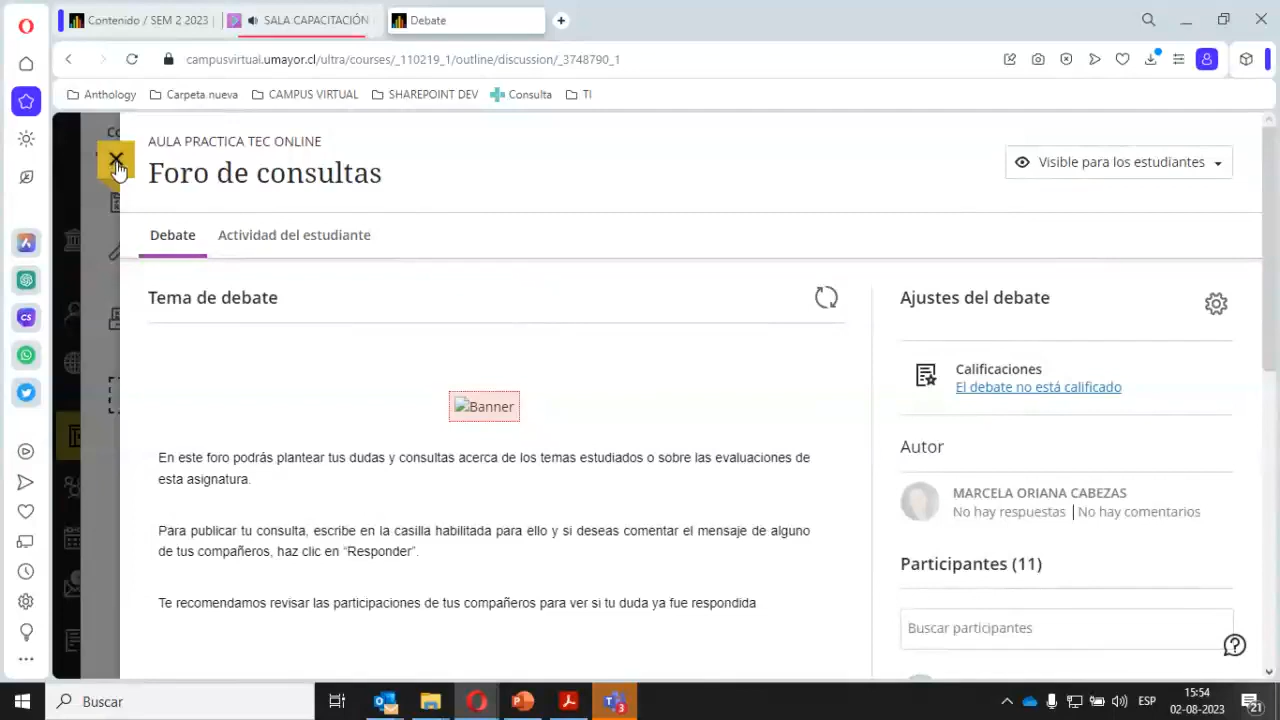 Contenido / SEM 2 2023
SALA CAPACITACIÓN
Debate
campusvirtual.umayor.cl/ultra/courses/_110219_1/outline/discussion/_3748790_1
Anthology
Carpeta nueva
CAMPUS VIRTUAL
SHAREPOINT DEV
Consulta
TI
AULA PRACTICA TEC ONLINE
Foro de consultas
Visible para los estudiantes
Debate
Actividad del estudiante
Tema de debate
Banner
En este foro podrás plantear tus dudas y consultas acerca de los temas estudiados o sobre las evaluaciones de
esta asignatura.
Para publicar tu consulta, escribe en la casilla habilitada para ello y si deseas comentar el mensaje de alguno
de tus compañeros, haz clic en “Responder”.
Te recomendamos revisar las participaciones de tus compañeros para ver si tu duda ya fue respondida
Ajustes del debate
Calificaciones
El debate no está calificado
Autor
MARCELA ORIANA CABEZAS
No hay respuestas | No hay comentarios
Participantes (11)
Buscar participantes
CS
Buscar
3
ESP
15:54
02-08-2023
21